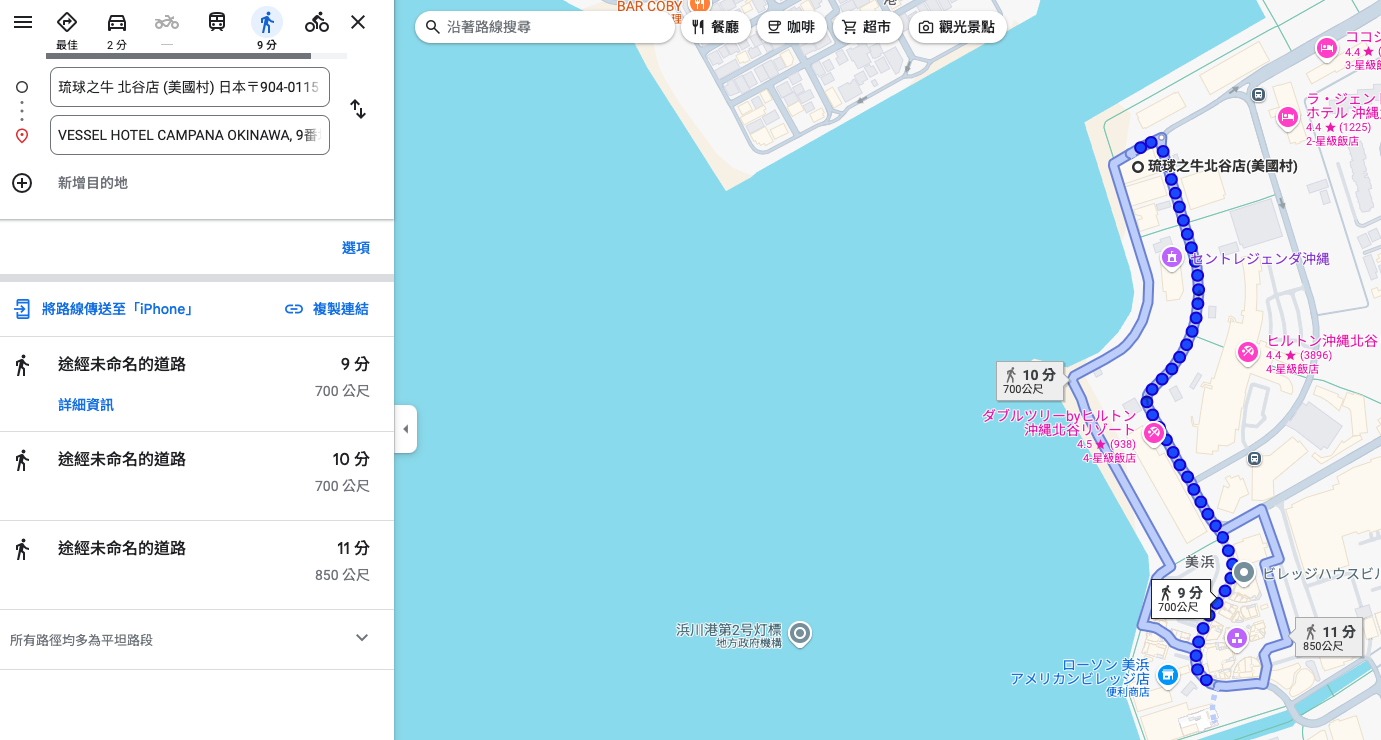 最佳
2 分
9 分
琉球之牛 北谷店 (美國村) 日本〒904-0115
VESSEL HOTEL CAMPANA OKINAWA, 9番
新增目的地
選項
將路線傳送至「iPhone」
複製連結
途經未命名的道路
9 分
700 公尺
詳細資訊
途經未命名的道路
10 分
700 公尺
途經未命名的道路
11 分
850 公尺
所有路徑均多為平坦路段
沿著路線搜尋
餐廳
咖啡
超市
觀光景點
BAR COBY
港
ココシ
4.4 ★
3-星級飯
ラ・ジェント
ホテル 沖縄
4.4 ★ (1225)
2-星級飯店
琉球之牛北谷店(美國村)
セントレジェンダ沖縄
ヒルトン沖縄北谷
4.4 ★ (3896)
4-星級飯店
10 分
700公尺
ダブルツリーbyヒルトン
沖縄北谷リゾート
4.5 ★ (938)
4-星級飯店
美浜
ビレッジハウスビル
9 分
700公尺
11 分
850公尺
浜川港第2号灯標
地方政府機構
ローソン 美浜
アメリカンビレッジ店
便利商店